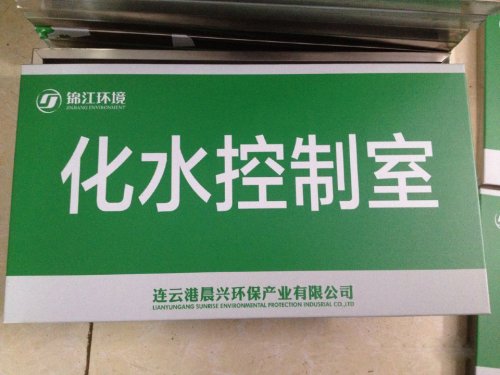 锦江环境
JINJIANG ENVIRONMENT
化水控制室
连云港晨兴环保产业有限公司
LIANYUNGANG SUNRISE ENVIRONMENTAL PROTECTION INDUSRIAL CO.,LTD